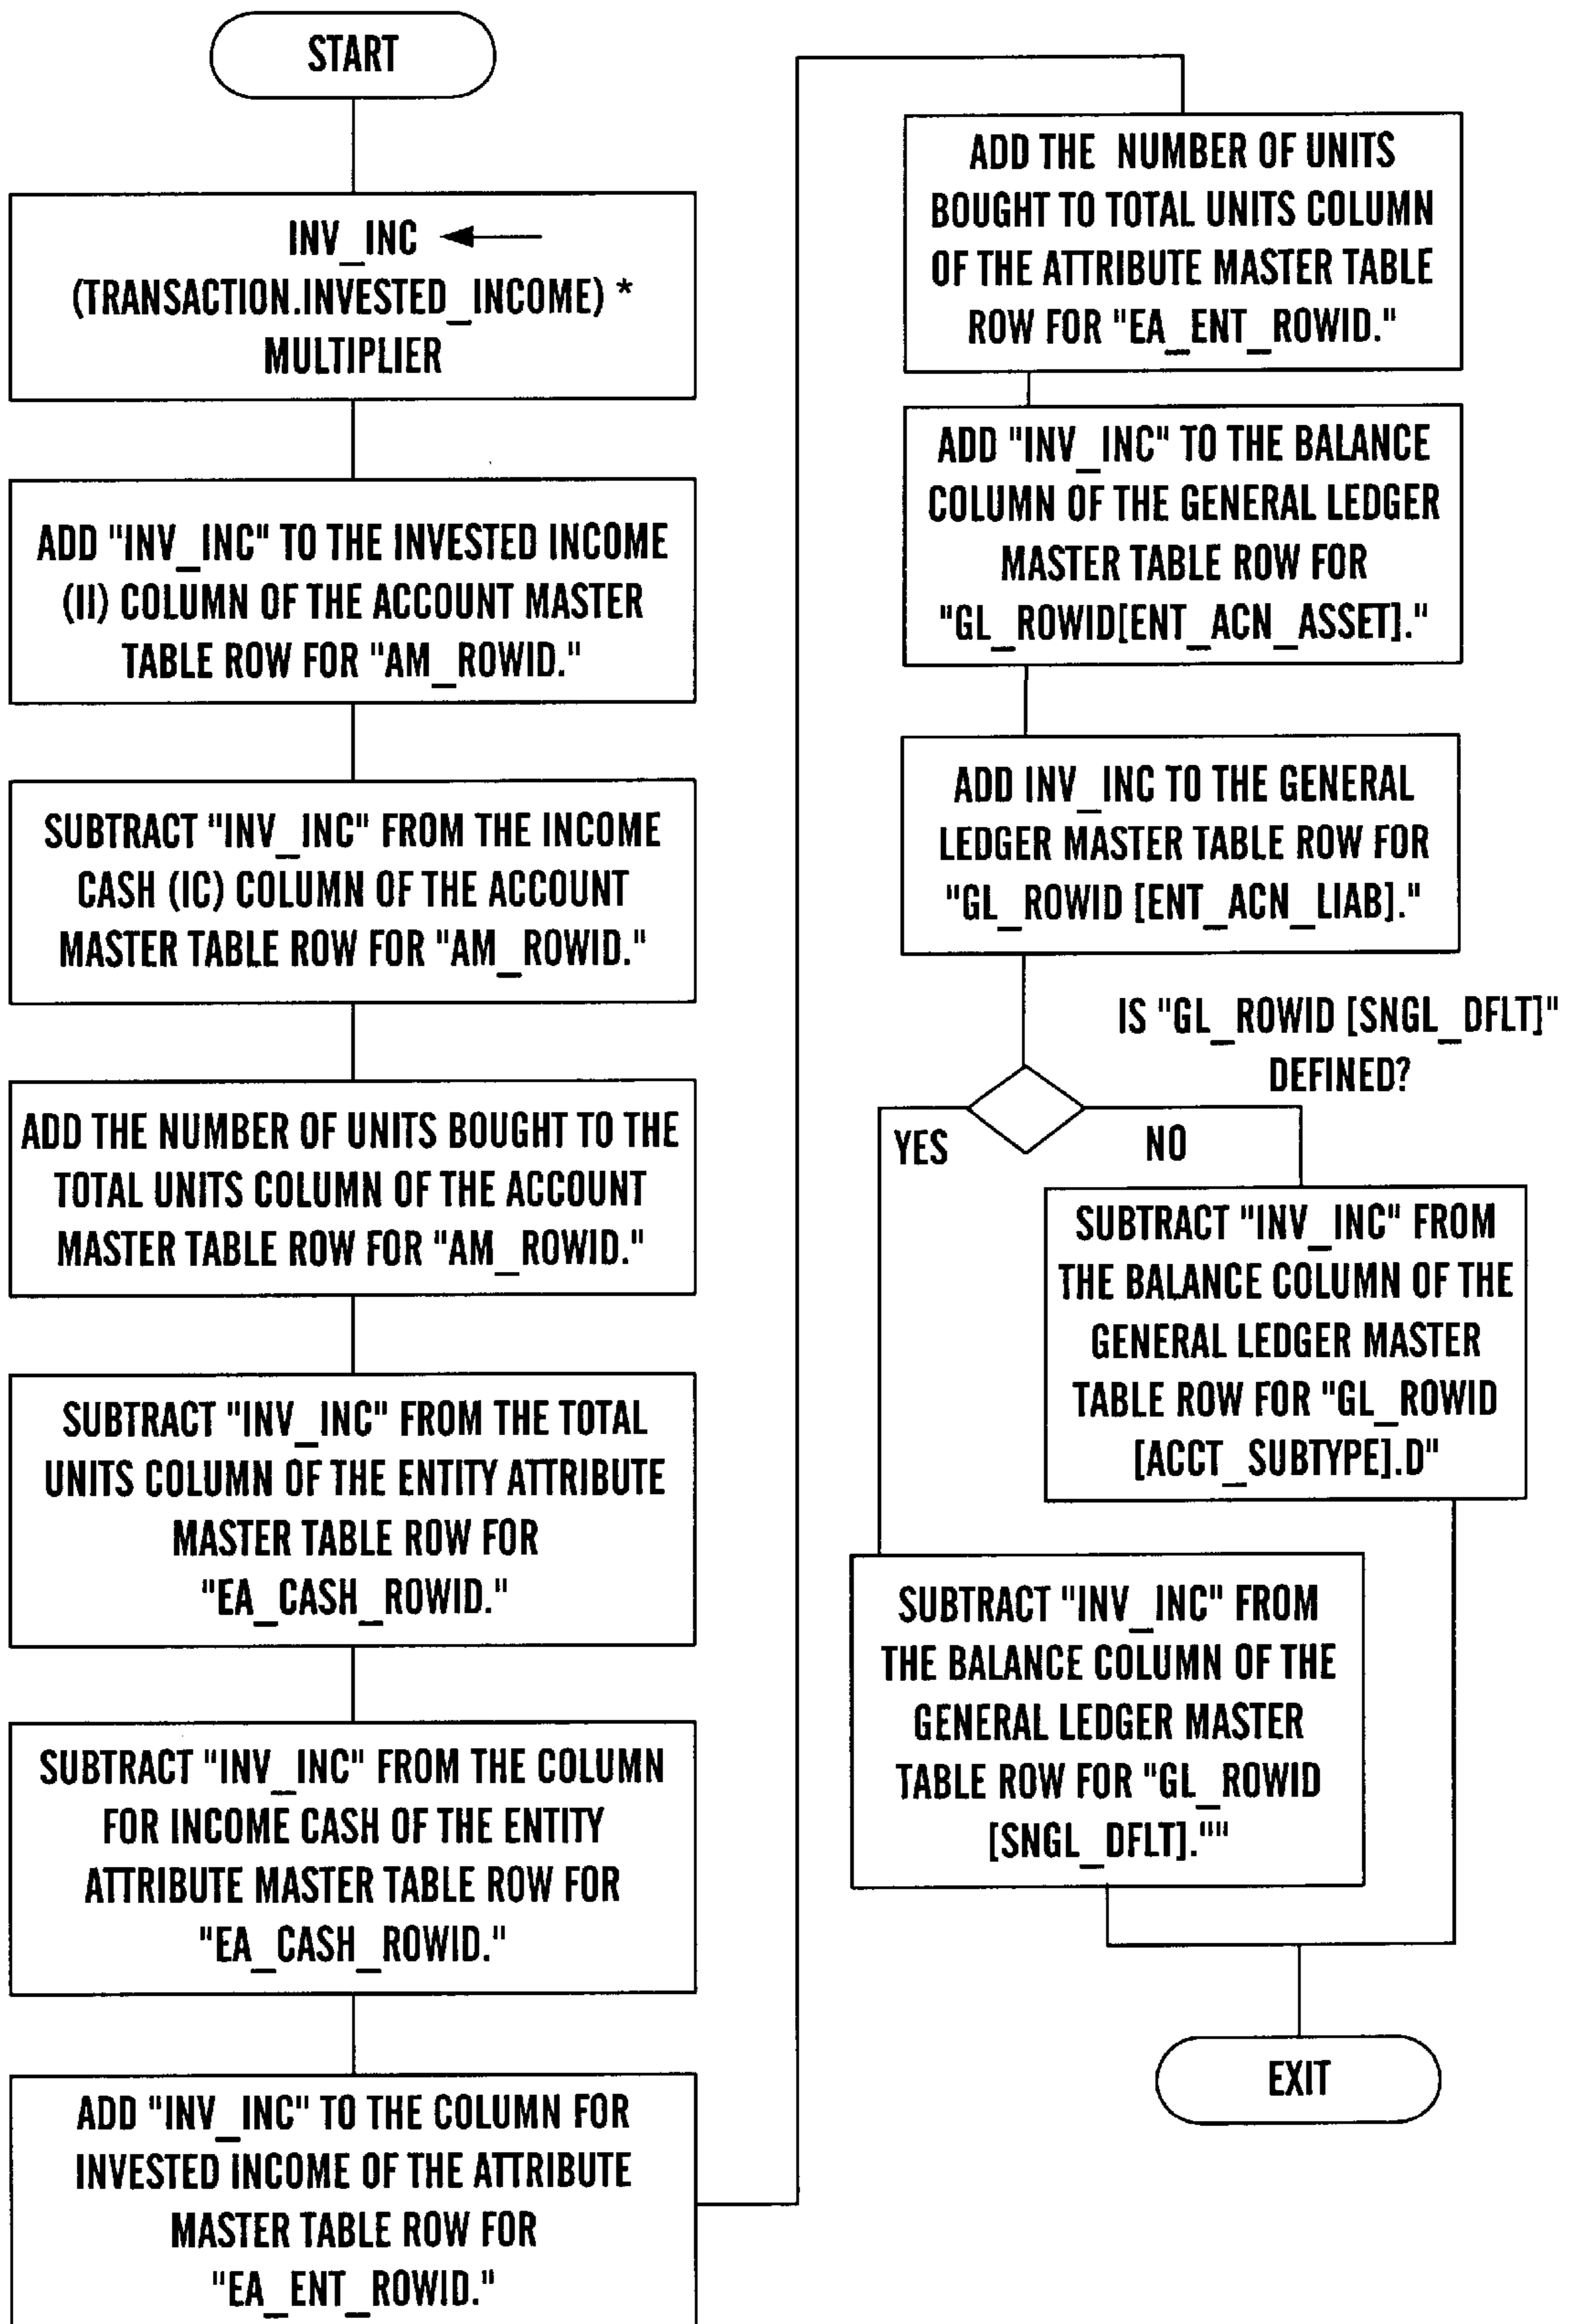 START
INV_INC
(TRANSACTION.INVESTED_INCOME) *
MULTIPLIER
ADD "INV_INC" TO THE INVESTED INCOME
(II) COLUMN OF THE ACCOUNT MASTER
TABLE ROW FOR "AM_ROWID."
SUBTRACT "INV_INC" FROM THE INCOME
CASH (IC) COLUMN OF THE ACCOUNT
MASTER TABLE ROW FOR "AM_ROWID."
ADD THE NUMBER OF UNITS BOUGHT TO THE
TOTAL UNITS COLUMN OF THE ACCOUNT
MASTER TABLE ROW FOR "AM_ROWID."
SUBTRACT "INV_INC" FROM THE TOTAL
UNITS COLUMN OF THE ENTITY ATTRIBUTE
MASTER TABLE ROW FOR
"EA_CASH_ROWID."
SUBTRACT "INV_INC" FROM THE COLUMN
FOR INCOME CASH OF THE ENTITY
ATTRIBUTE MASTER TABLE ROW FOR
"EA_CASH_ROWID."
ADD "INV_INC" TO THE COLUMN FOR
INVESTED INCOME OF THE ATTRIBUTE
MASTER TABLE ROW FOR
"EA_ENT_ROWID."
ADD THE NUMBER OF UNITS
BOUGHT TO TOTAL UNITS COLUMN
OF THE ATTRIBUTE MASTER TABLE
ROW FOR "EA_ENT_ROWID."
ADD "INV_INC" TO THE BALANCE
COLUMN OF THE GENERAL LEDGER
MASTER TABLE ROW FOR
"GL_ROWID[ENT_ACN_ASSET]."
ADD INV_INC TO THE GENERAL
LEDGER MASTER TABLE ROW FOR
"GL_ROWID [ENT_ACN_LIAB]."
IS "GL_ROWID [SNGL_DFLT]"
DEFINED?
YES
NO
SUBTRACT "INV_INC" FROM
THE BALANCE COLUMN OF THE
GENERAL LEDGER MASTER
TABLE ROW FOR "GL_ROWID
[ACCT_SUBTYPE].D"
SUBTRACT "INV_INC" FROM
THE BALANCE COLUMN OF THE
GENERAL LEDGER MASTER
TABLE ROW FOR "GL_ROWID
[SNGL_DFLT].""
EXIT